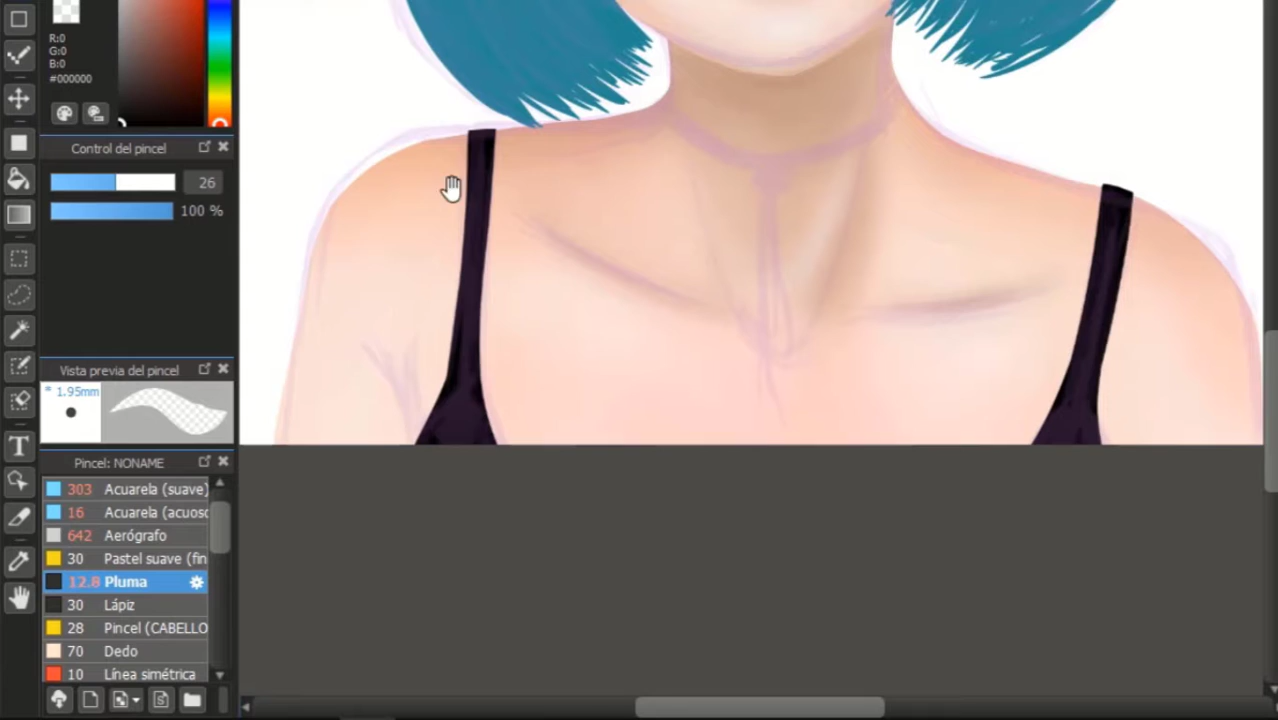 R:0
G:0
B:0
#000000
Control del pincel
26
100 %
Vista previa del pincel
1.95mm
Pincel: NONAME
303 Acuarela (suave)
16 Acuarela (acuoso
642 Aerógrafo
30 Pastel suave (fin
12.8 Pluma
30 Lápiz
28 Pincel (CABELLO
70 Dedo
10 Línea simétrica